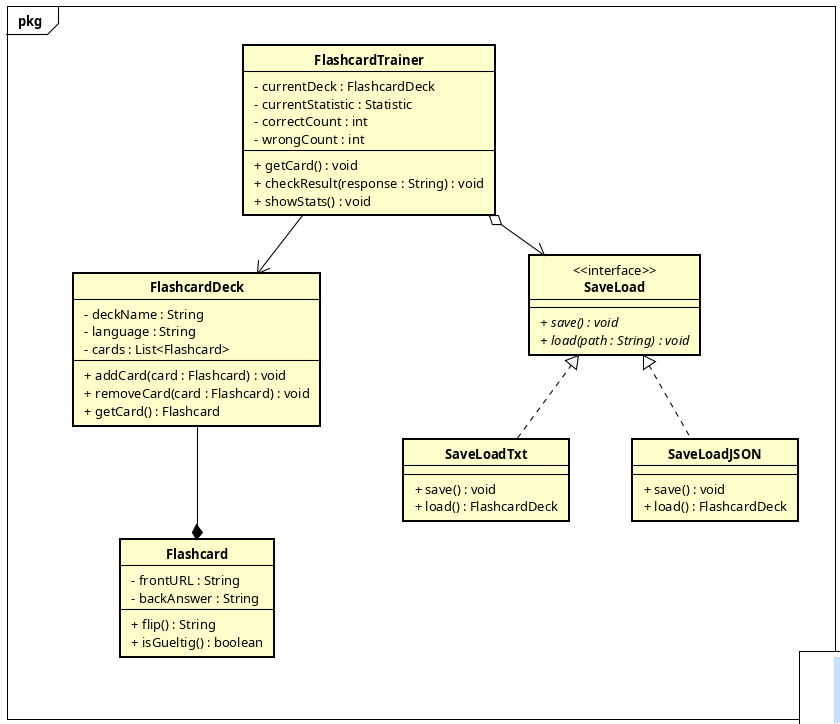 pkg
FlashcardTrainer
- currentDeck : FlashcardDeck
- currentStatistic : Statistic
- correctCount : int
- wrongCount : int
+ getCard() : void
+ checkResult(response : String) : void
+ showStats() : void
FlashcardDeck
- deckName : String
- language : String
- cards : List<Flashcard>
+ addCard(card : Flashcard) : void
+ removeCard(card : Flashcard) : void
+ getCard() : Flashcard
<<interface>>
SaveLoad
+ save() : void
+ load(path : String) : void
SaveLoadTxt
+ save() : void
+ load() : FlashcardDeck
SaveLoadJSON
+ save() : void
+ load() : FlashcardDeck
Flashcard
- frontURL : String
- backAnswer : String
+ flip() : String
+ isGueltig() : boolean